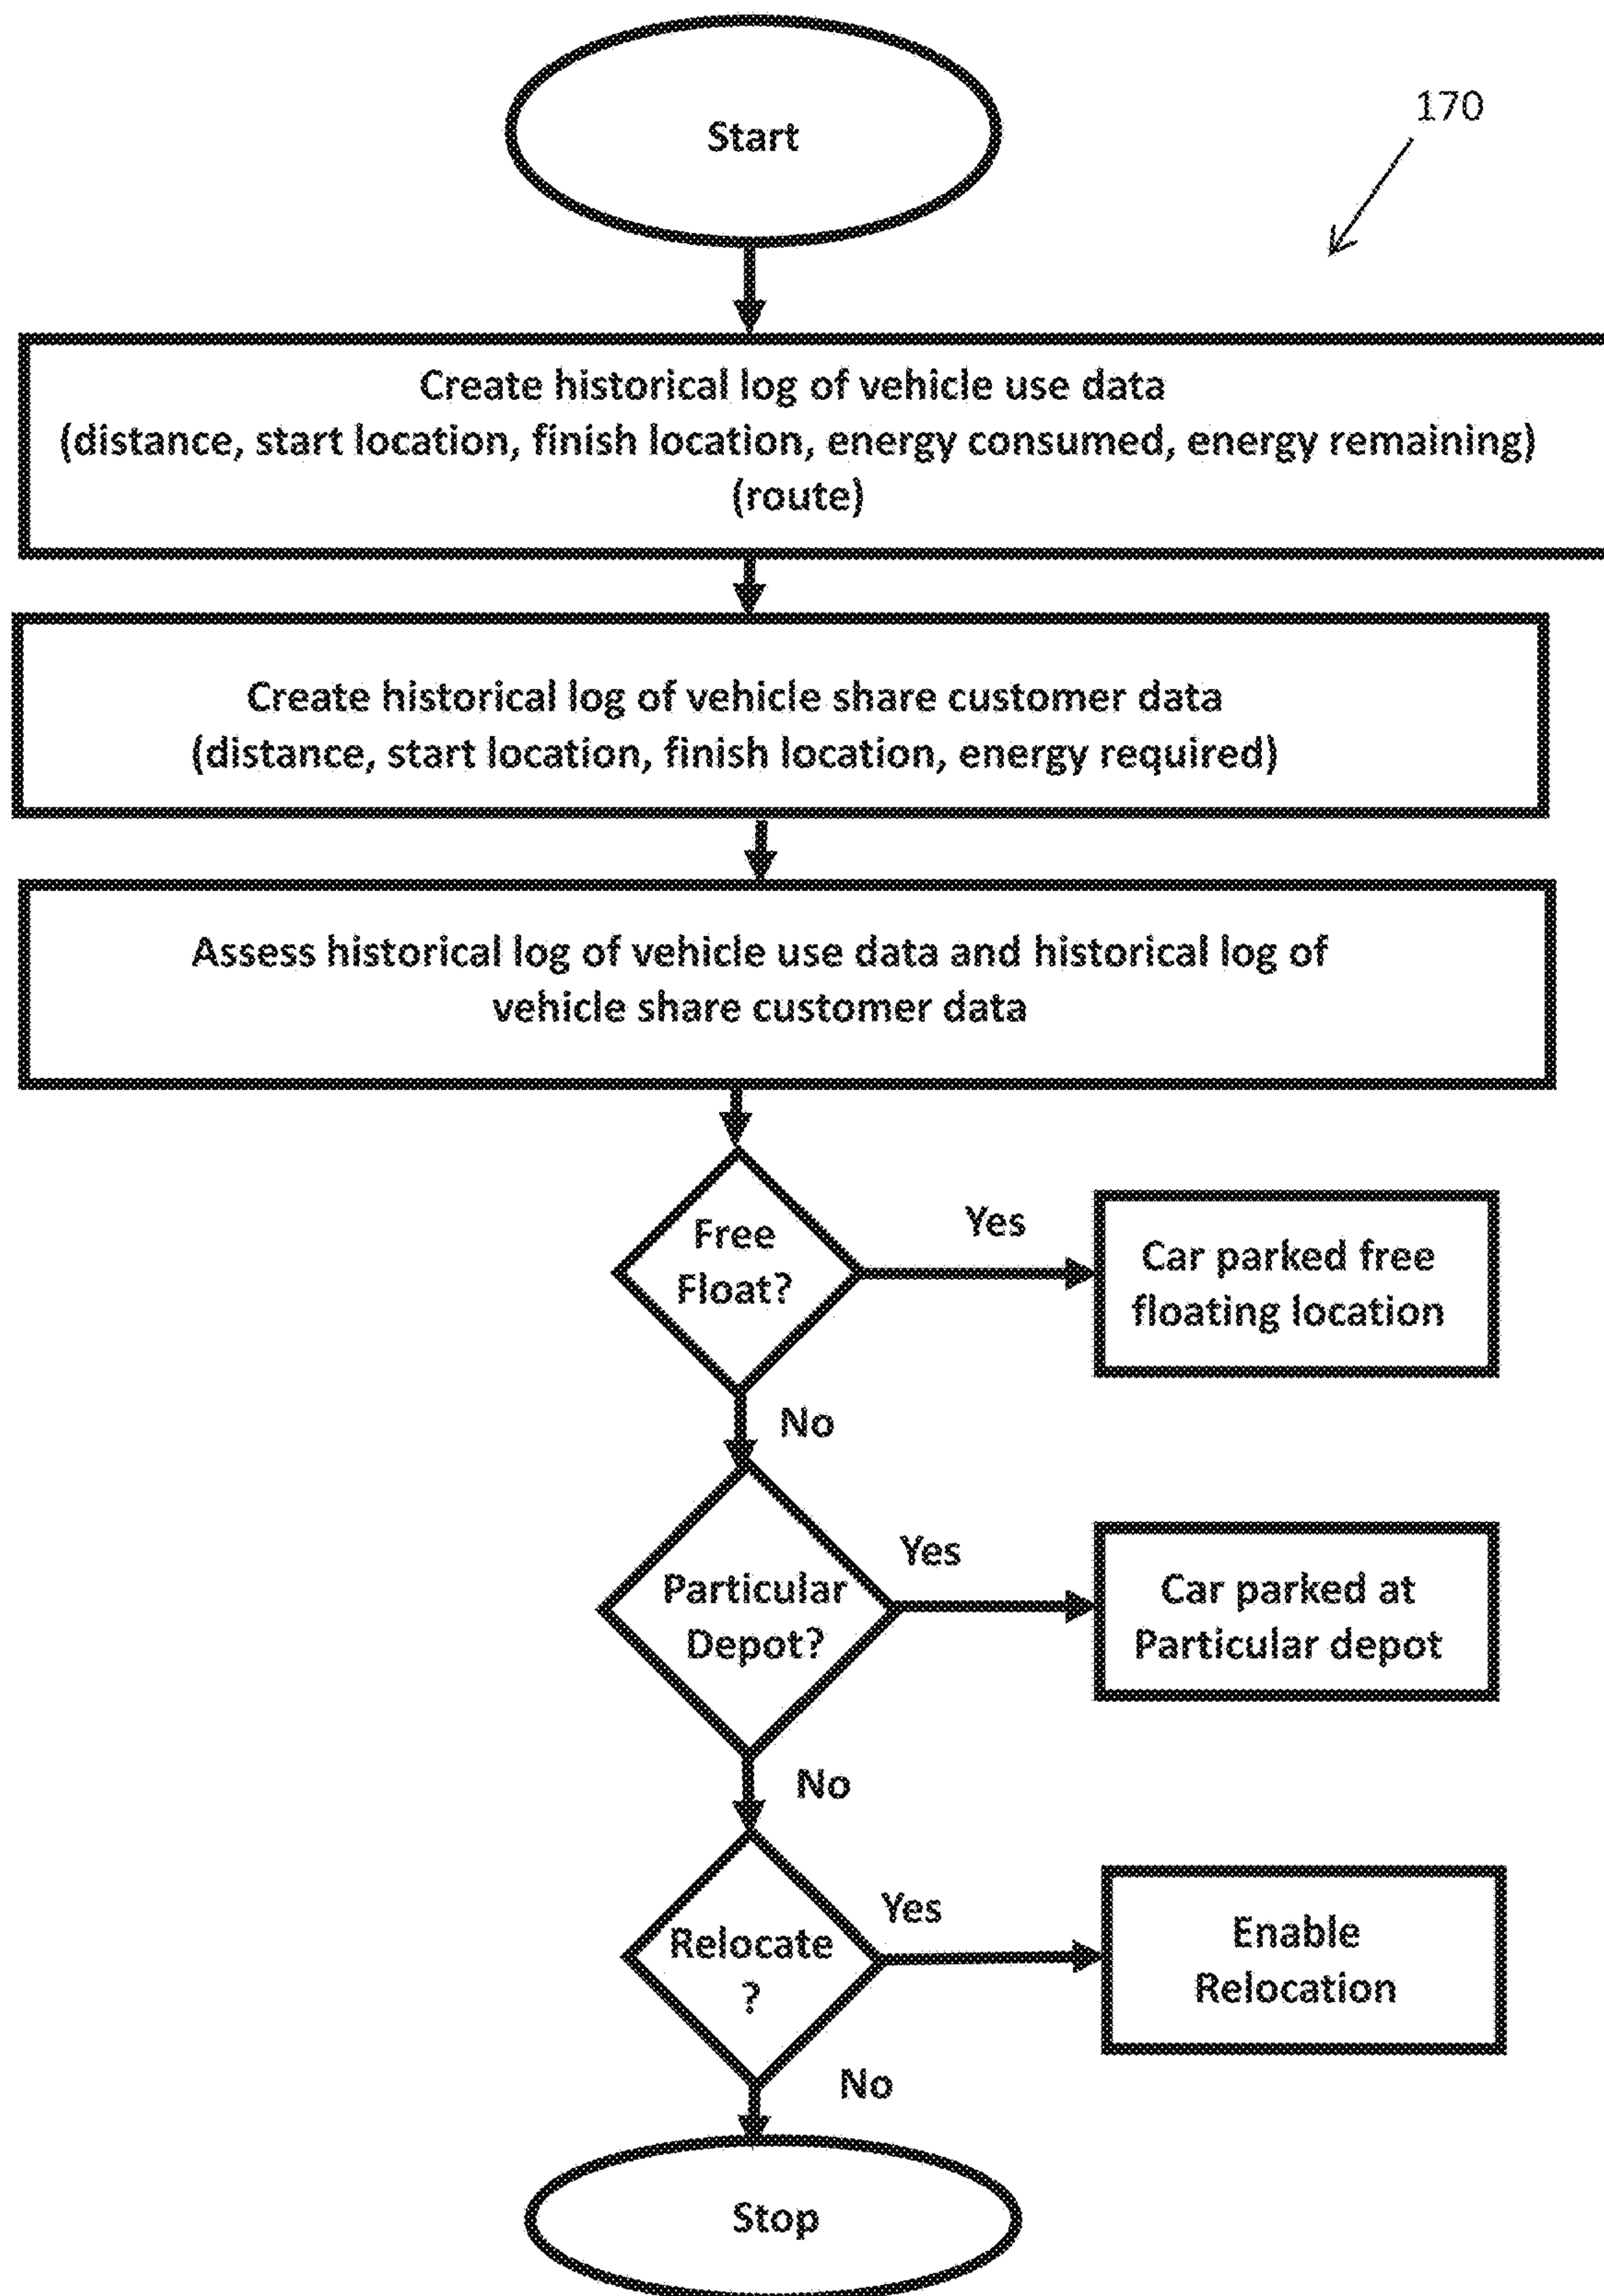 Start
170
Create historical log of vehicle use data
(distance, start location, finish location, energy consumed, energy remaining)
(route)
Create historical log of vehicle share customer data
(distance, start location, finish location, energy required)
Assess historical log of vehicle use data and historical log of
vehicle share customer data
Free
Float?
Yes
Car parked free
floating location
No
Particular
Depot?
Yes
Car parked at
Particular depot
No
Relocate
?
Yes
Enable
Relocation
No
Stop